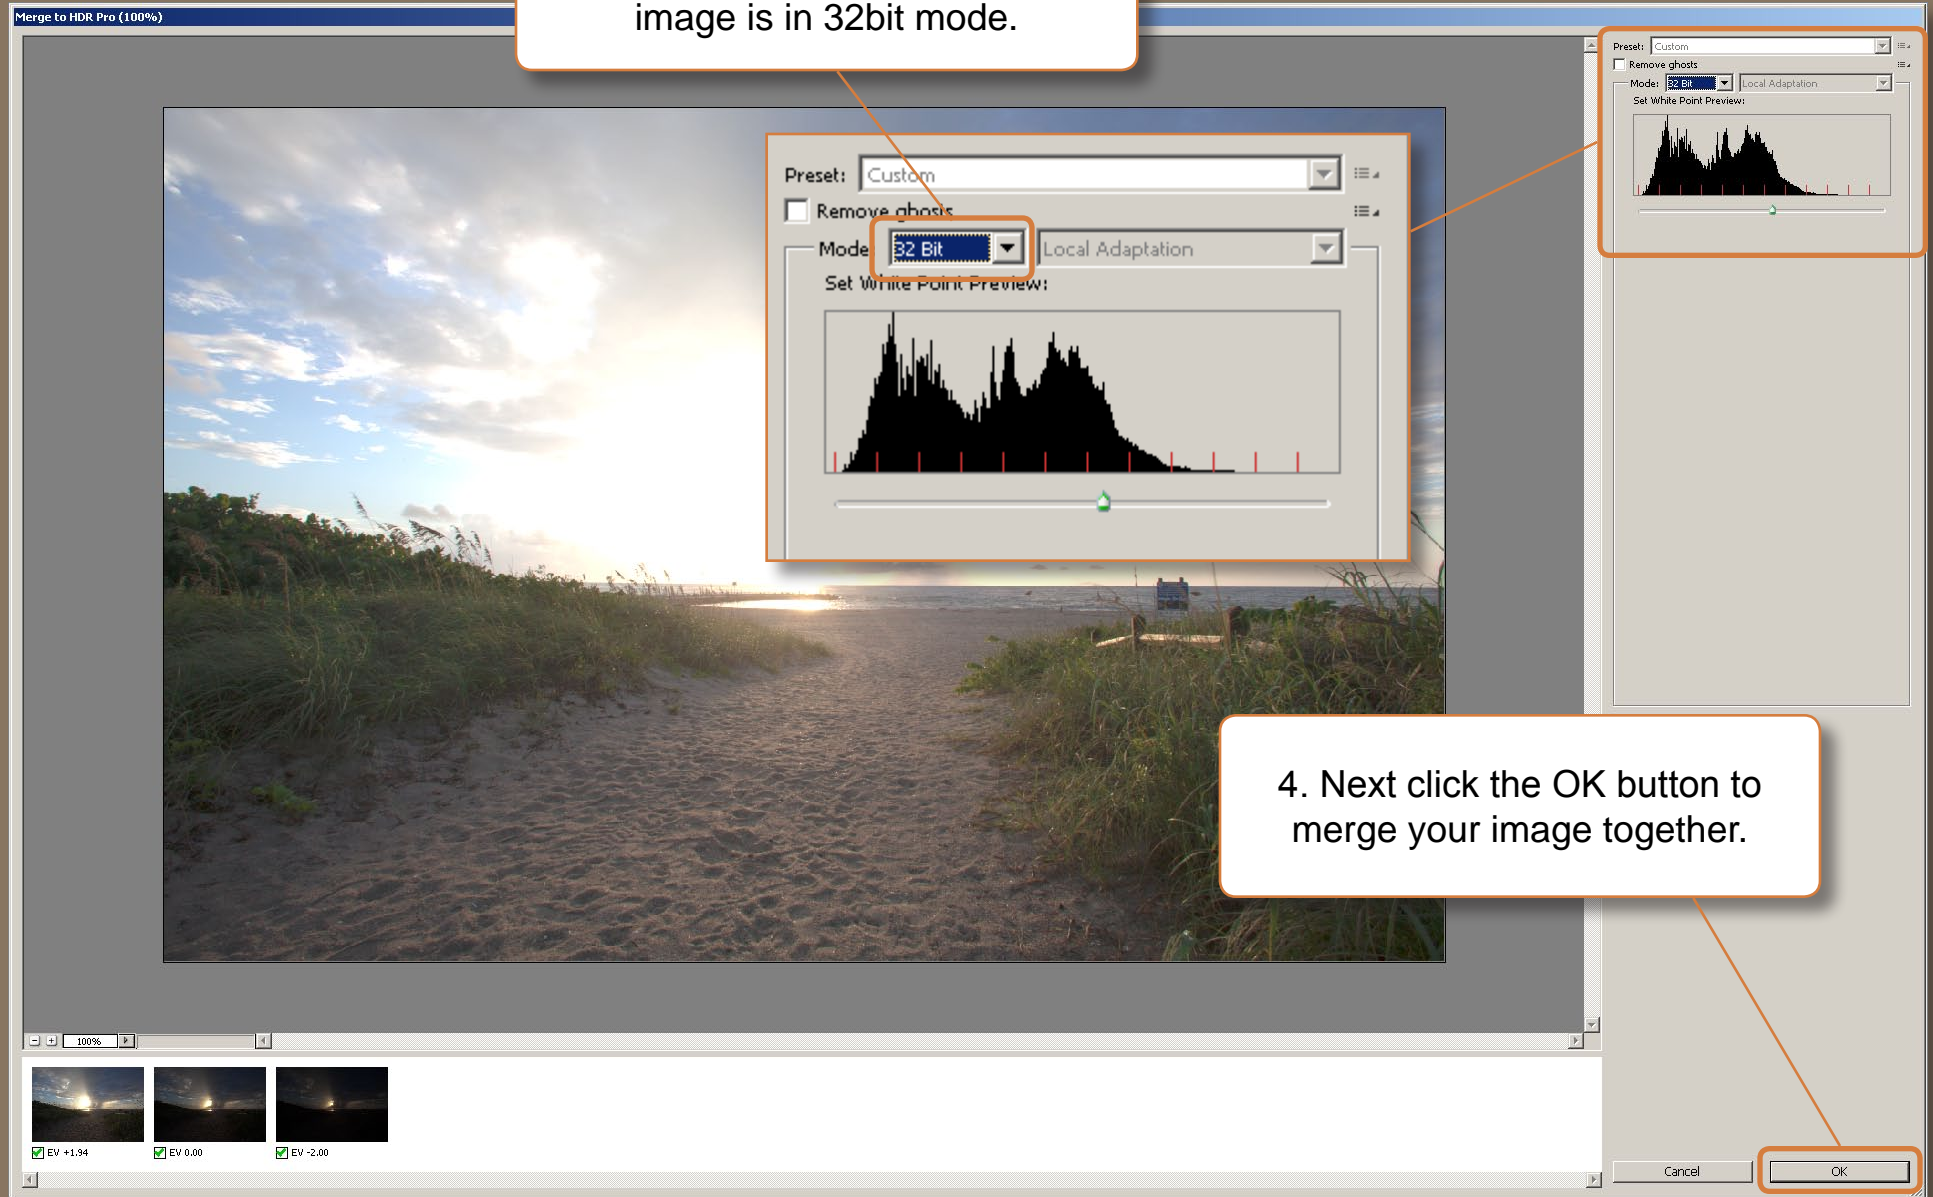 Merge to HDR Pro (100%)
image is in 32bit mode.
Preset: Custom
Remove ghosts
Mode: 32 Bit Local Adaptation
Set White Point Preview:
Preset: Custom
Remove ghosts
Mode 32 Bit Local Adaptation
Set White Point Preview:
4. Next click the OK button to
merge your image together.
100%
EV +1.94 EV 0.00 EV -2.00
Cancel OK